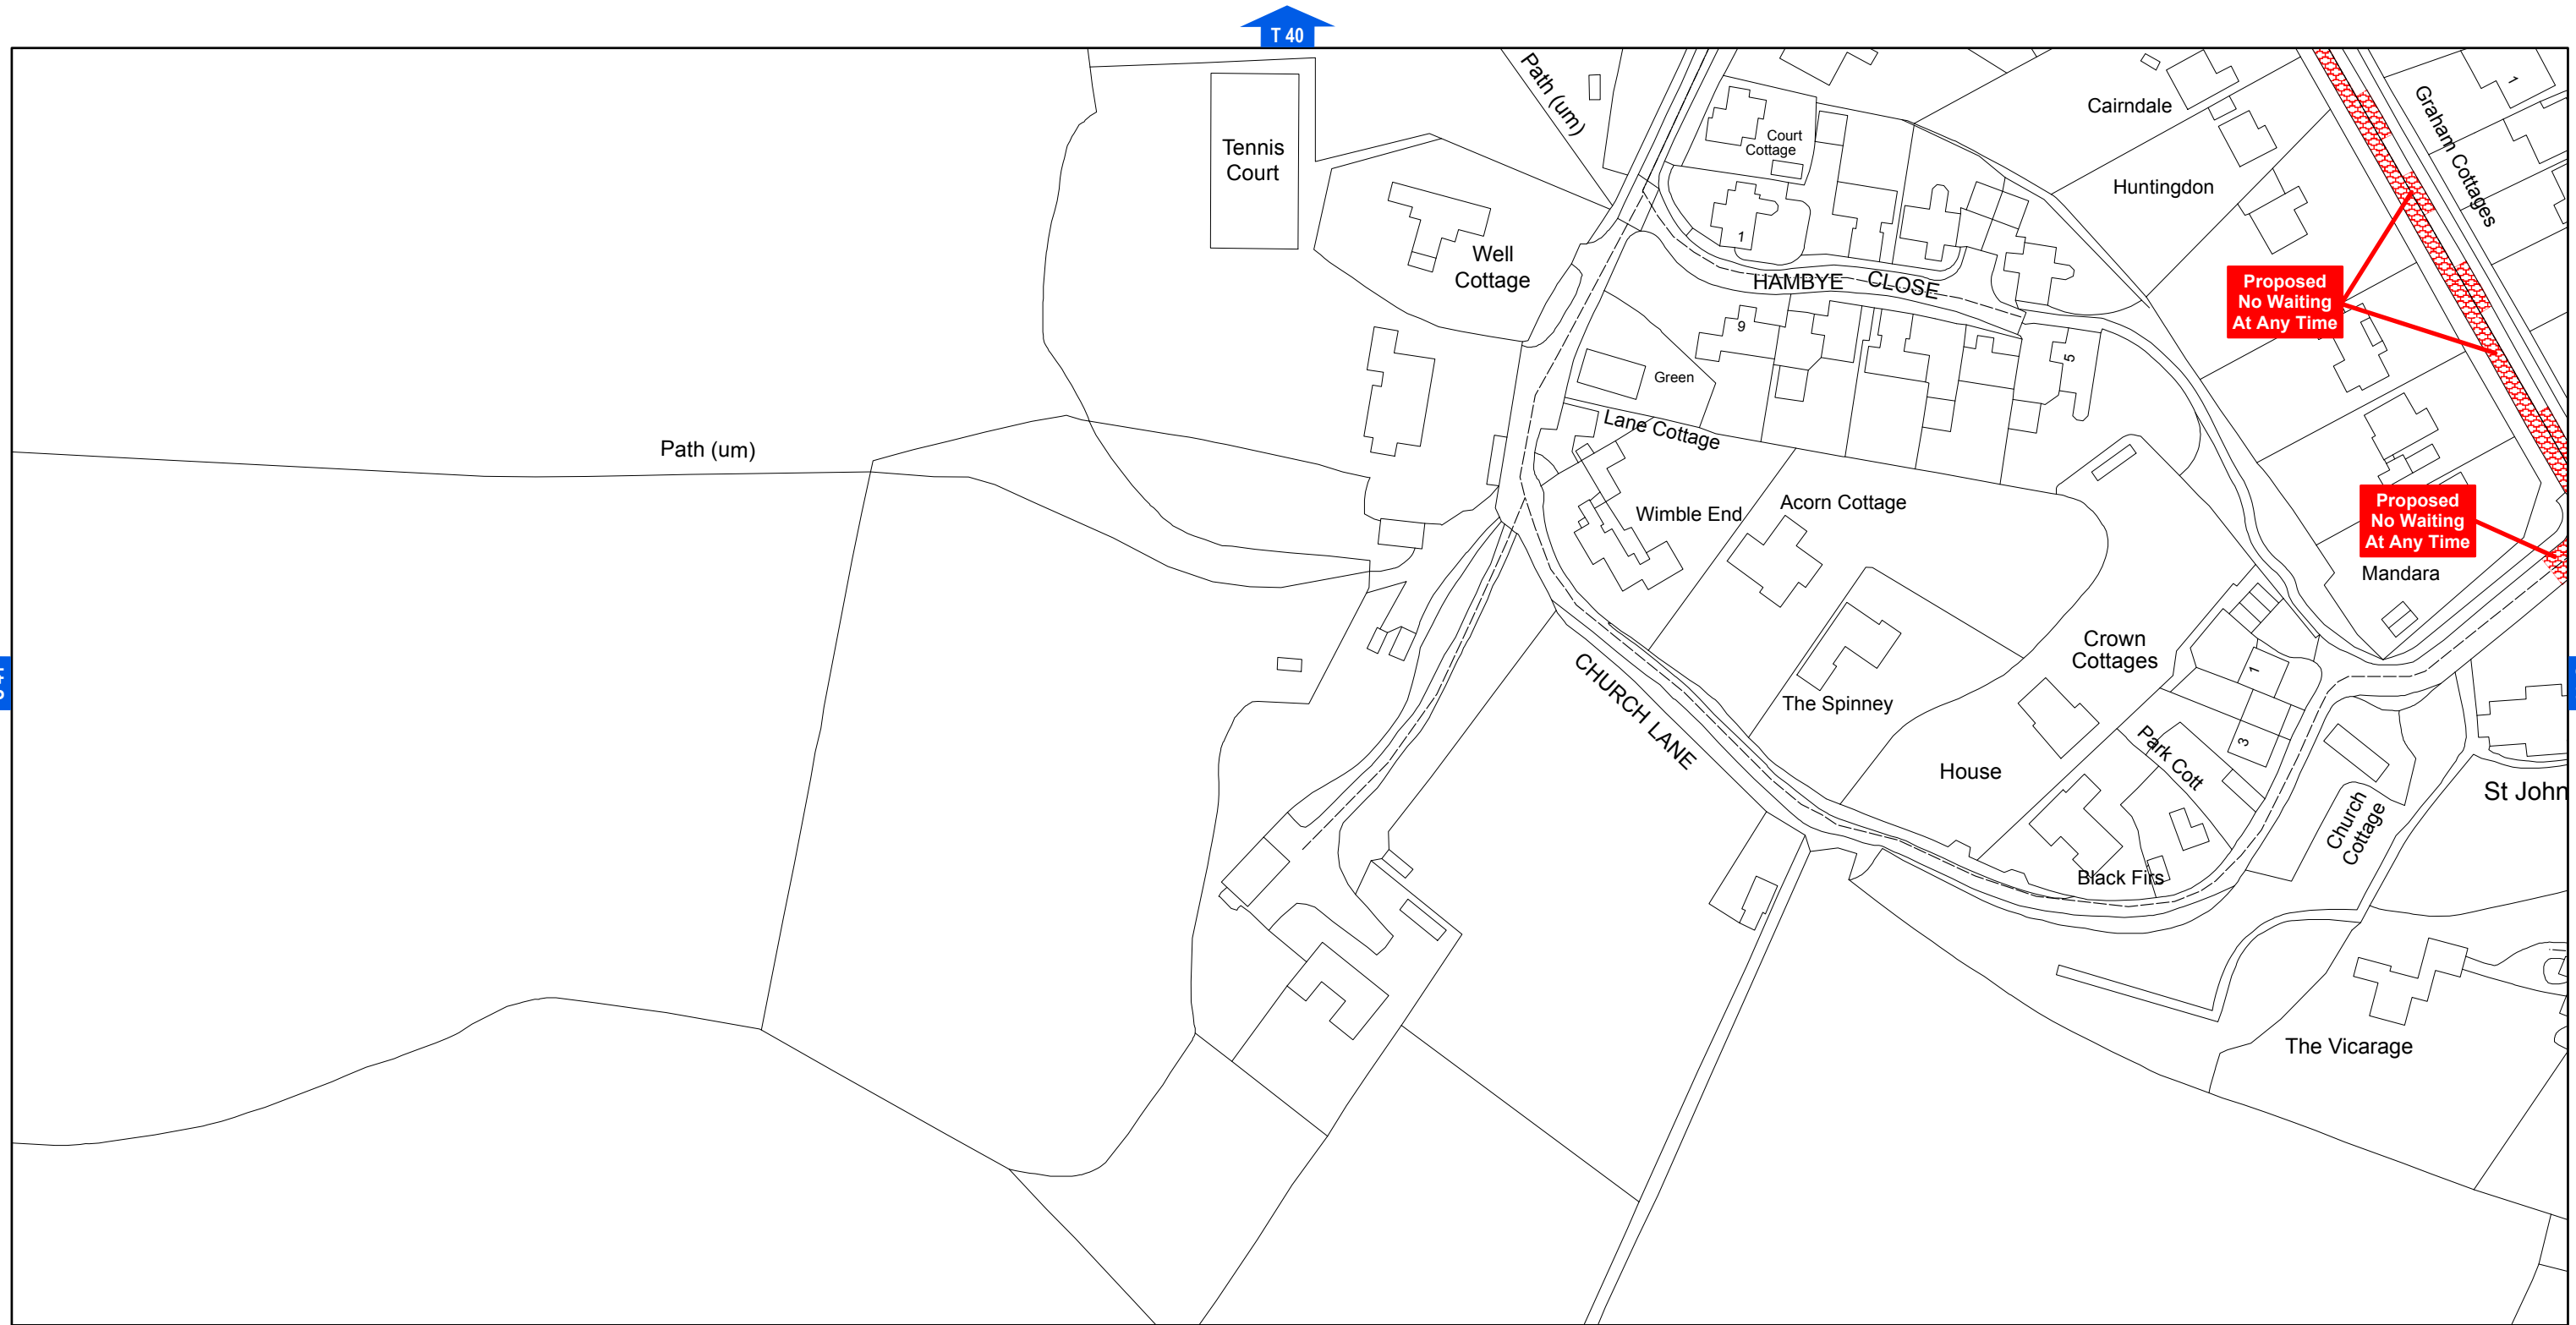 T 40
Path (um)
Tennis
Court
Well
Cottage
Court
Cottage
1
Cairndale
Huntingdon
Graham Cottages
1
HAMBYE CLOSE
Proposed
No Waiting
At Any Time
9
5
Green
Lane Cottage
Path (um)
Wimble End
Acorn Cottage
Proposed
No Waiting
At Any Time
Mandara
Crown
Cottages
CHURCH LANE
The Spinney
1
3
House
Park Cott
Church
Cottage
St John
Black Firs
The Vicarage